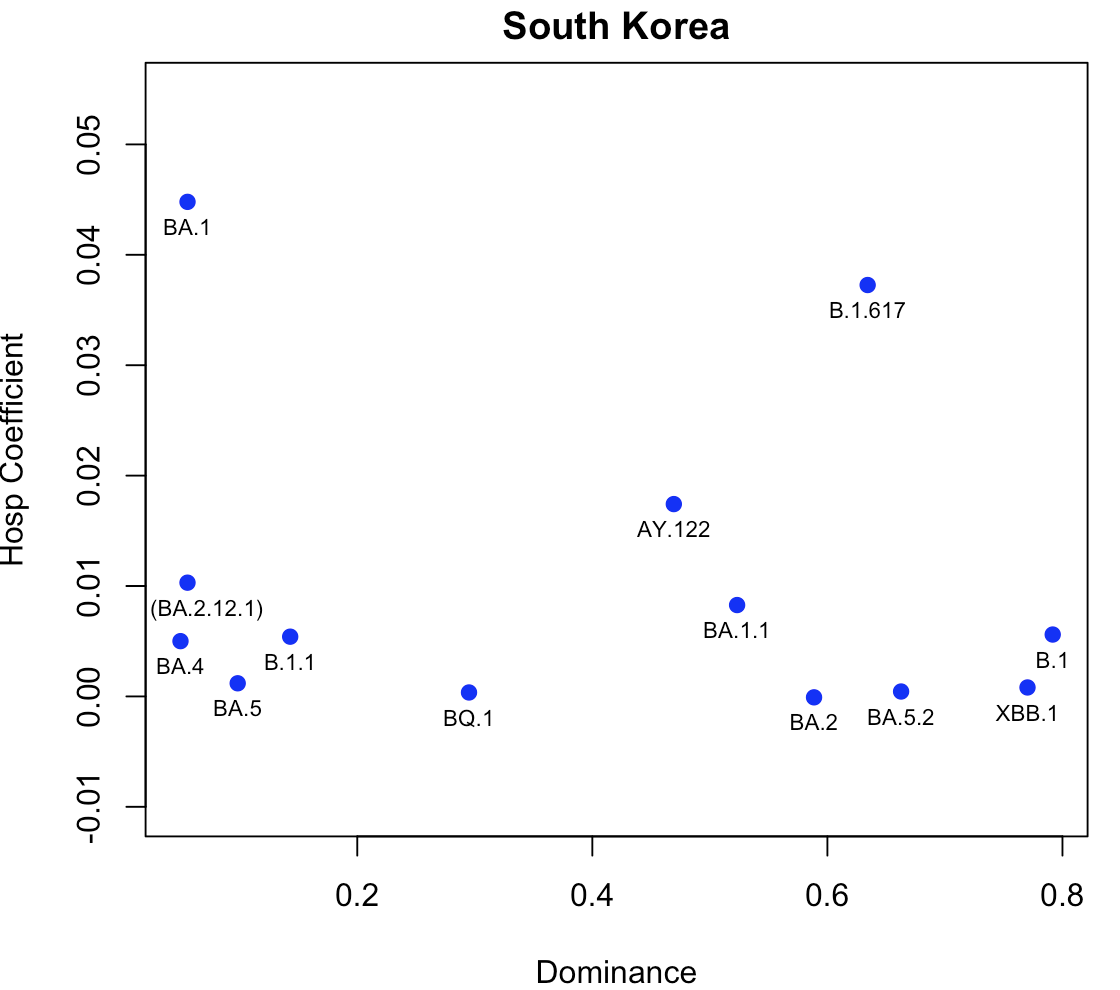 South Korea
Hosp Coefficient
0.05
0.04
0.03
0.02
0.01
0.00
-0.01
BA.1
B.1.617
AY.122
(BA.2.12.1)
BA.1.1
BA.4
B.1.1
B.1
BA.5
BQ.1
BA.2
BA.5.2
XBB.1
0.2
0.4
0.6
0.8
Dominance